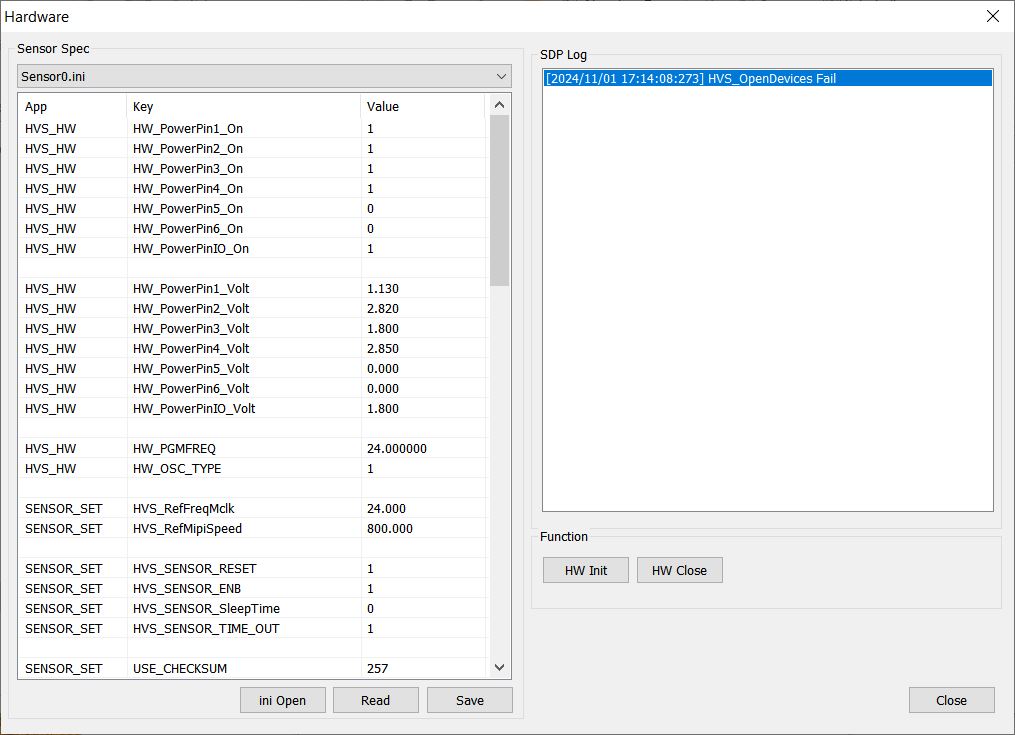 Hardware
Sensor Spec
Sensor0.ini
App Key Value
HVS_HW HW_PowerPin1_On 1
HVS_HW HW_PowerPin2_On 1
HVS_HW HW_PowerPin3_On 1
HVS_HW HW_PowerPin4_On 1
HVS_HW HW_PowerPin5_On 0
HVS_HW HW_PowerPin6_On 0
HVS_HW HW_PowerPinIO_On 1
HVS_HW HW_PowerPin1_Volt 1.130
HVS_HW HW_PowerPin2_Volt 2.820
HVS_HW HW_PowerPin3_Volt 1.800
HVS_HW HW_PowerPin4_Volt 2.850
HVS_HW HW_PowerPin5_Volt 0.000
HVS_HW HW_PowerPin6_Volt 0.000
HVS_HW HW_PowerPinIO_Volt 1.800
HVS_HW HW_PGMFREQ 24.000000
HVS_HW HW_OSC_TYPE 1
SENSOR_SET HVS_RefFreqMclk 24.000
SENSOR_SET HVS_RefMipiSpeed 800.000
SENSOR_SET HVS_SENSOR_RESET 1
SENSOR_SET HVS_SENSOR_ENB 1
SENSOR_SET HVS_SENSOR_SleepTime 0
SENSOR_SET HVS_SENSOR_TIME_OUT 1
SENSOR_SET USE_CHECKSUM 257
ini Open Read Save
SDP Log
[2024/11/01 17:14:08:273] HVS_OpenDevices Fail
Function
HW Init HW Close
Close